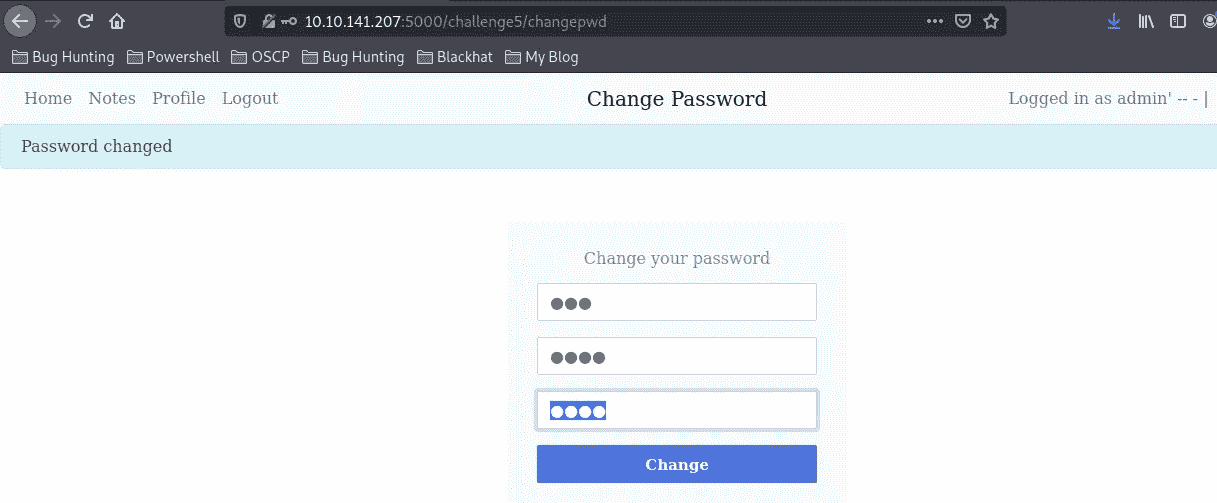 10.10.141.207:5000/challenge5/changepwd
Bug Hunting Powershell OSCP Bug Hunting Blackhat My Blog
Home Notes Profile Logout Change Password Logged in as admin' -- - |
Password changed
Change your password
Change